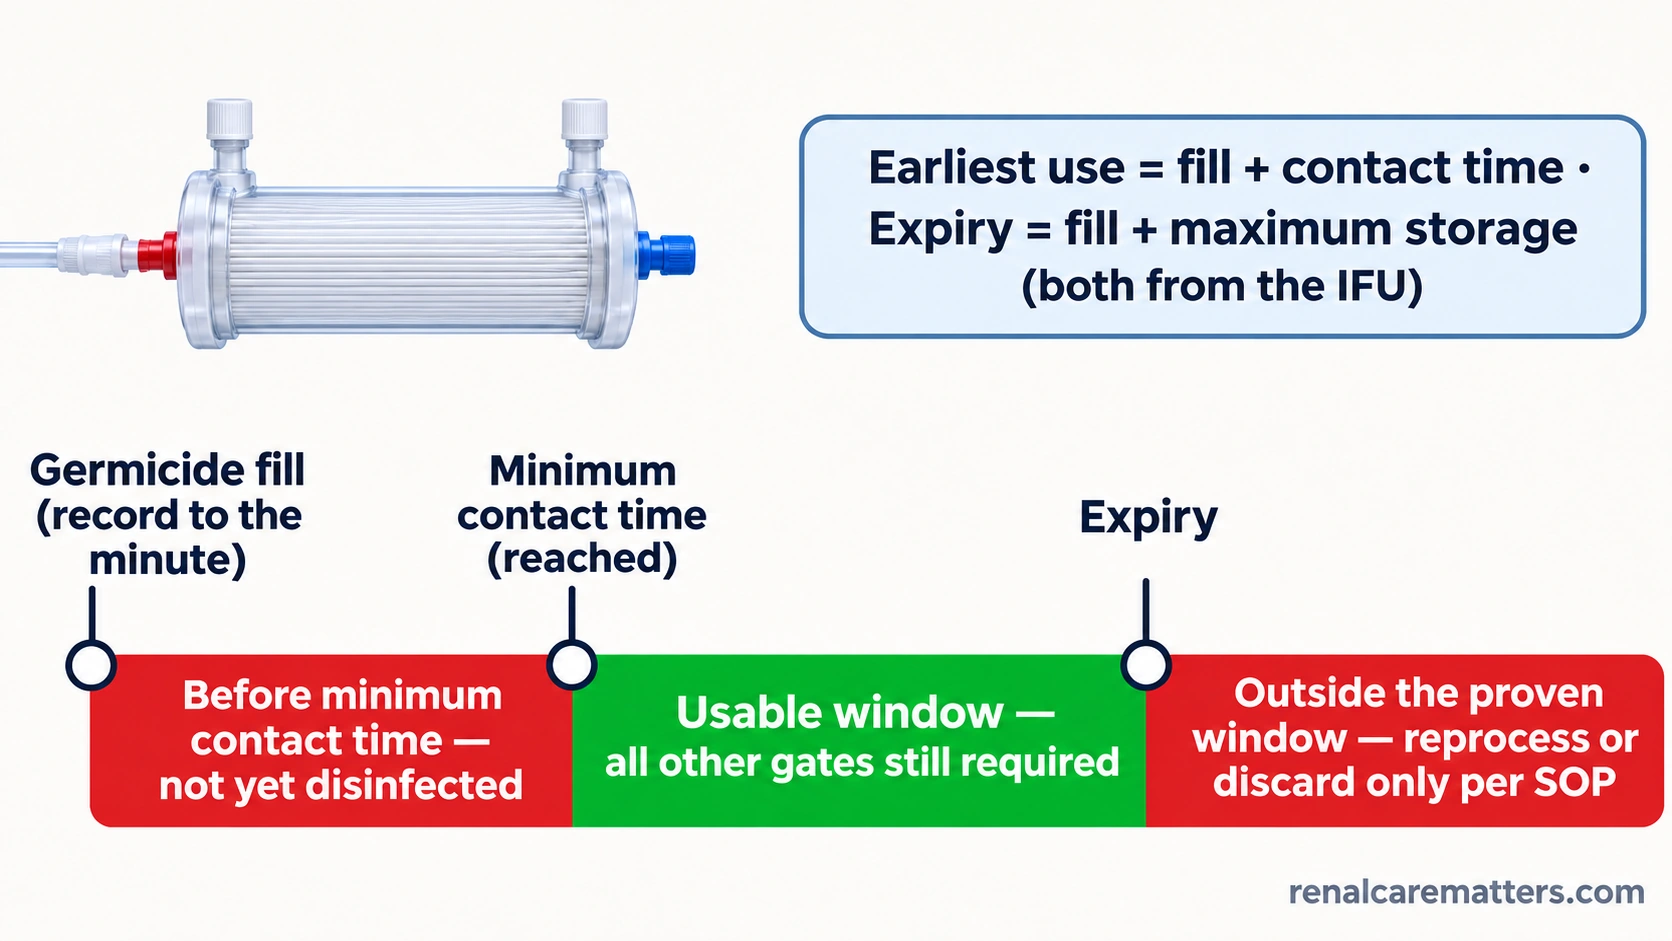 Earliest use = fill + contact time •
Expiry = fill + maximum storage
(both from the IFU)
Germicide fill
(record to the
minute)
Minimum
contact time
(reached)
Expiry
Before minimum
contact time —
not yet disinfected
Usable window —
all other gates still required
Outside the proven
window — reprocess or
discard only per SOP
renalcarematters.com